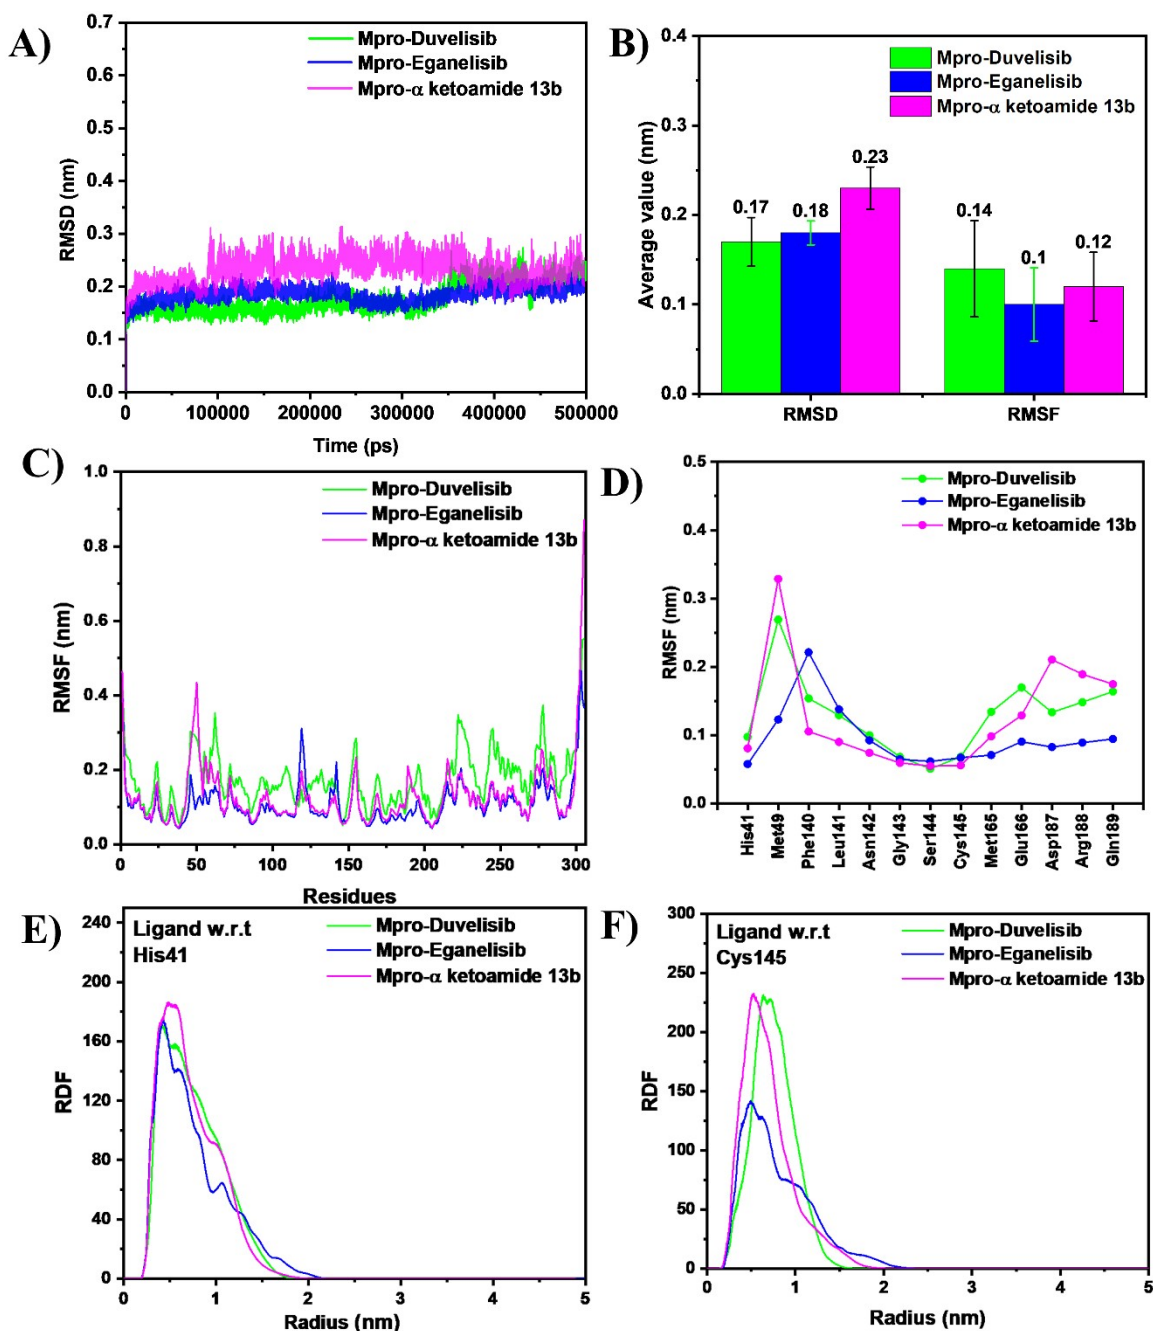 A)
0.7
0.6
0.5
0.4
0.3
0.2
0.1
0.0
RMSD (nm)
Mpro-Duvelisib
Mpro-Eganelisib
Mpro-α ketoamide 13b
0
100000
200000
300000
400000
500000
Time (ps)
B)
0.4
0.3
0.2
0.1
0.0
Average value (nm)
Mpro-Duvelisib
Mpro-Eganelisib
Mpro-α ketoamide 13b
0.17
0.18
0.23
0.14
0.1
0.12
RMSD
RMSF
C)
1.0
0.8
0.6
0.4
0.2
0.0
RMSF (nm)
Mpro-Duvelisib
Mpro-Eganelisib
Mpro-α ketoamide 13b
0
50
100
150
200
250
300
Residues
D)
0.5
0.4
0.3
0.2
0.1
0.0
RMSF (nm)
Mpro-Duvelisib
Mpro-Eganelisib
Mpro-α ketoamide 13b
His41
Met49
Phe140
Leu141
Asn142
Gly143
Ser144
Cys145
Met165
Glu166
Asp187
Arg188
Gln189
E)
240
200
160
120
80
40
0
RDF
Ligand w.r.t
His41
Mpro-Duvelisib
Mpro-Eganelisib
Mpro-α ketoamide 13b
0
1
2
3
4
5
Radius (nm)
F)
300
250
200
150
100
50
0
RDF
Ligand w.r.t
Cys145
Mpro-Duvelisib
Mpro-Eganelisib
Mpro-α ketoamide 13b
0
1
2
3
4
5
Radius (nm)